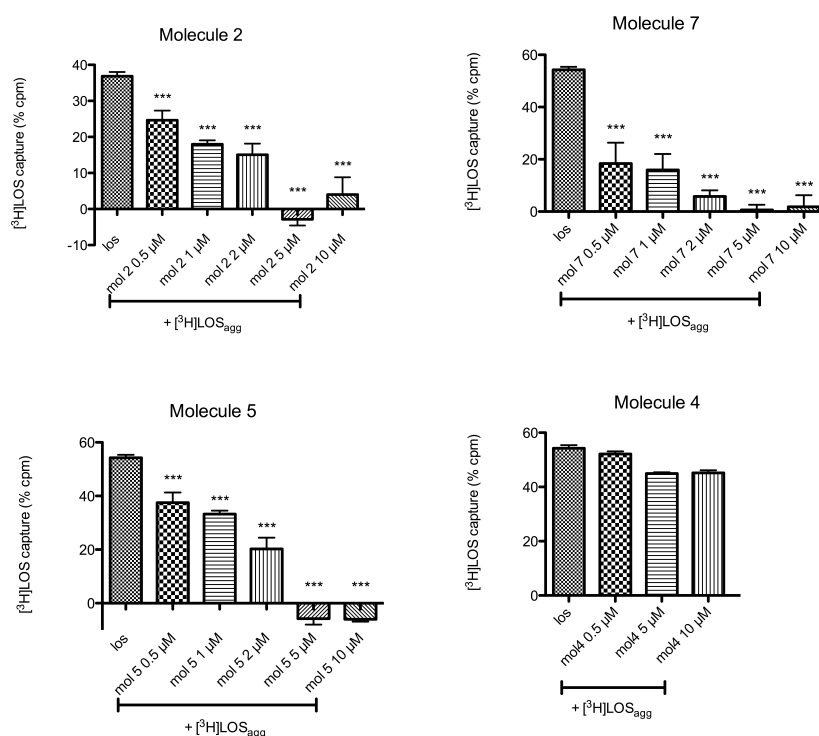 Molecule 2
[³H]LOS capture (% cpm)
40
30
20
10
0
-10
***
***
***
***
***
los
mol 2 0.5 µM
mol 2 1 µM
mol 2 2 µM
mol 2 5 µM
mol 2 10 µM
+ [³H]LOSagg
Molecule 7
[³H]LOS capture (% cpm)
60
40
20
0
***
***
***
***
***
los
mol 7 0.5 µM
mol 7 1 µM
mol 7 2 µM
mol 7 5 µM
mol 7 10 µM
+ [³H]LOSagg
Molecule 5
[³H]LOS capture (% cpm)
60
40
20
0
***
***
***
***
***
los
mol 5 0.5 µM
mol 5 1 µM
mol 5 2 µM
mol 5 5 µM
mol 5 10 µM
+ [³H]LOSagg
Molecule 4
[³H]LOS capture (% cpm)
60
40
20
0
los
mol4 0.5 µM
mol4 5 µM
mol4 10 µM
+ [³H]LOSagg